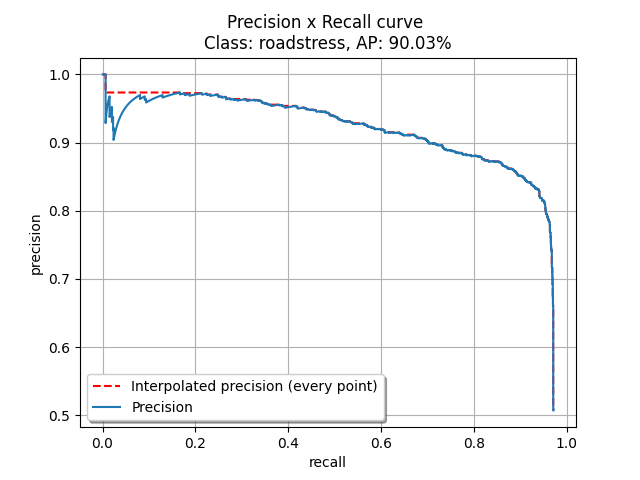 Precision x Recall curve
Class: roadstress, AP: 90.03%
1.0
0.9
0.8
0.7
0.6
0.5
precision
Interpolated precision (every point)
Precision
0.0 0.2 0.4 0.6 0.8 1.0
recall